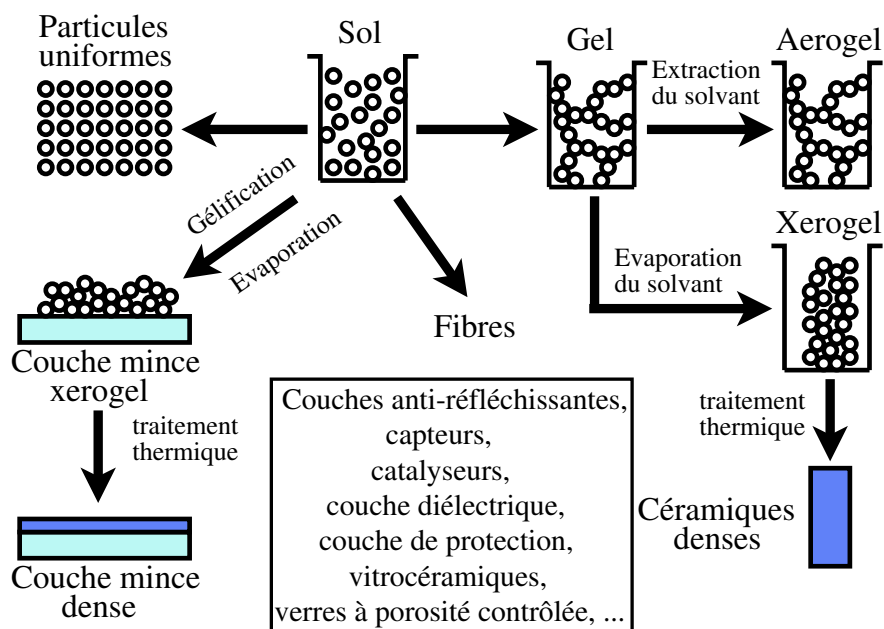 Particules
uniformes
Sol
Gel
Aerogel
Extraction
du solvant
Gélification
Evaporation
Xerogel
Evaporation
du solvant
Fibres
Couche mince
xerogel
traitement
thermique
traitement
thermique
Couches anti-réfléchissantes,
capteurs,
catalyseurs,
couche diélectrique,
couche de protection,
vitrocéramiques,
verres à porosité contrôlée, ...
Céramiques
denses
Couche mince
dense